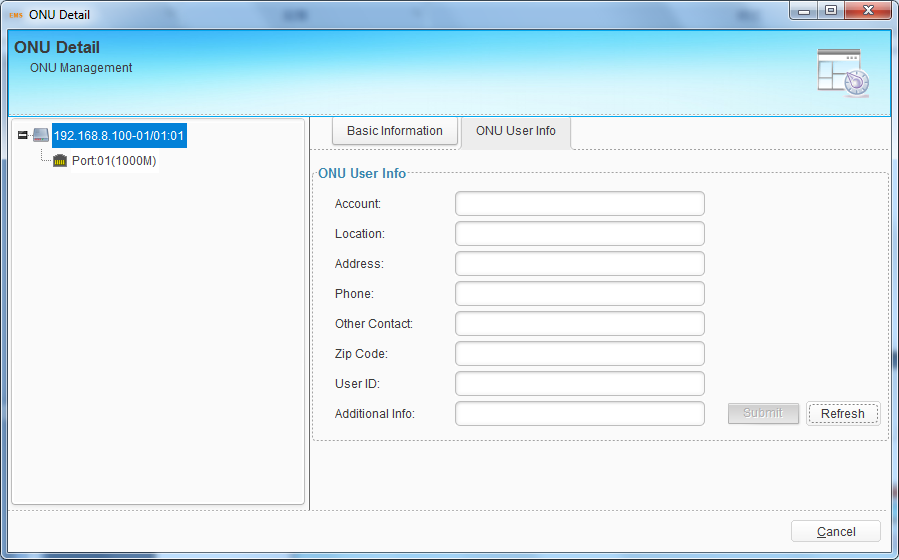 EMS ONU Detail
ONU Detail
ONU Management
192.168.8.100-01/01:01
Port:01(1000M)
Basic Information
ONU User Info
ONU User Info
Account:
Location:
Address:
Phone:
Other Contact:
Zip Code:
User ID:
Additional Info:
Submit
Refresh
Cancel